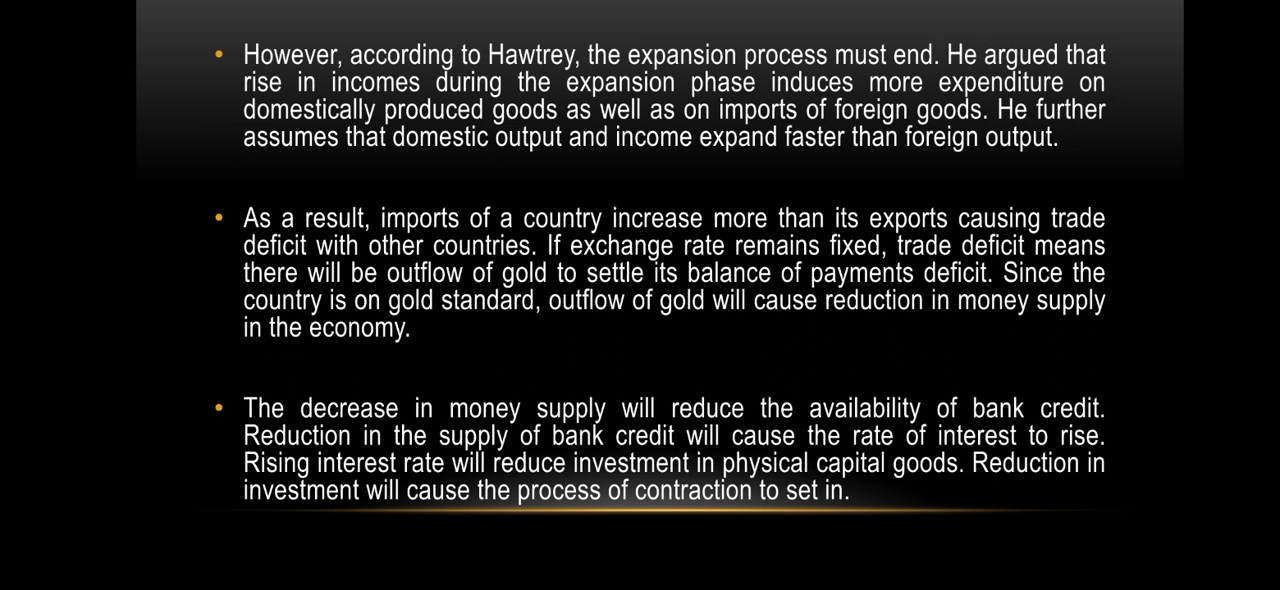 • However, according to Hawtrey, the expansion process must end. He argued that
rise in incomes during the expansion phase induces more expenditure on
domestically produced goods as well as on imports of foreign goods. He further
assumes that domestic output and income expand faster than foreign output.
• As a result, imports of a country increase more than its exports causing trade
deficit with other countries. If exchange rate remains fixed, trade deficit means
there will be outflow of gold to settle its balance of payments deficit. Since the
country is on gold standard, outflow of gold will cause reduction in money supply
in the economy.
• The decrease in money supply will reduce the availability of bank credit.
Reduction in the supply of bank credit will cause the rate of interest to rise.
Rising interest rate will reduce investment in physical capital goods. Reduction in
investment will cause the process of contraction to set in.